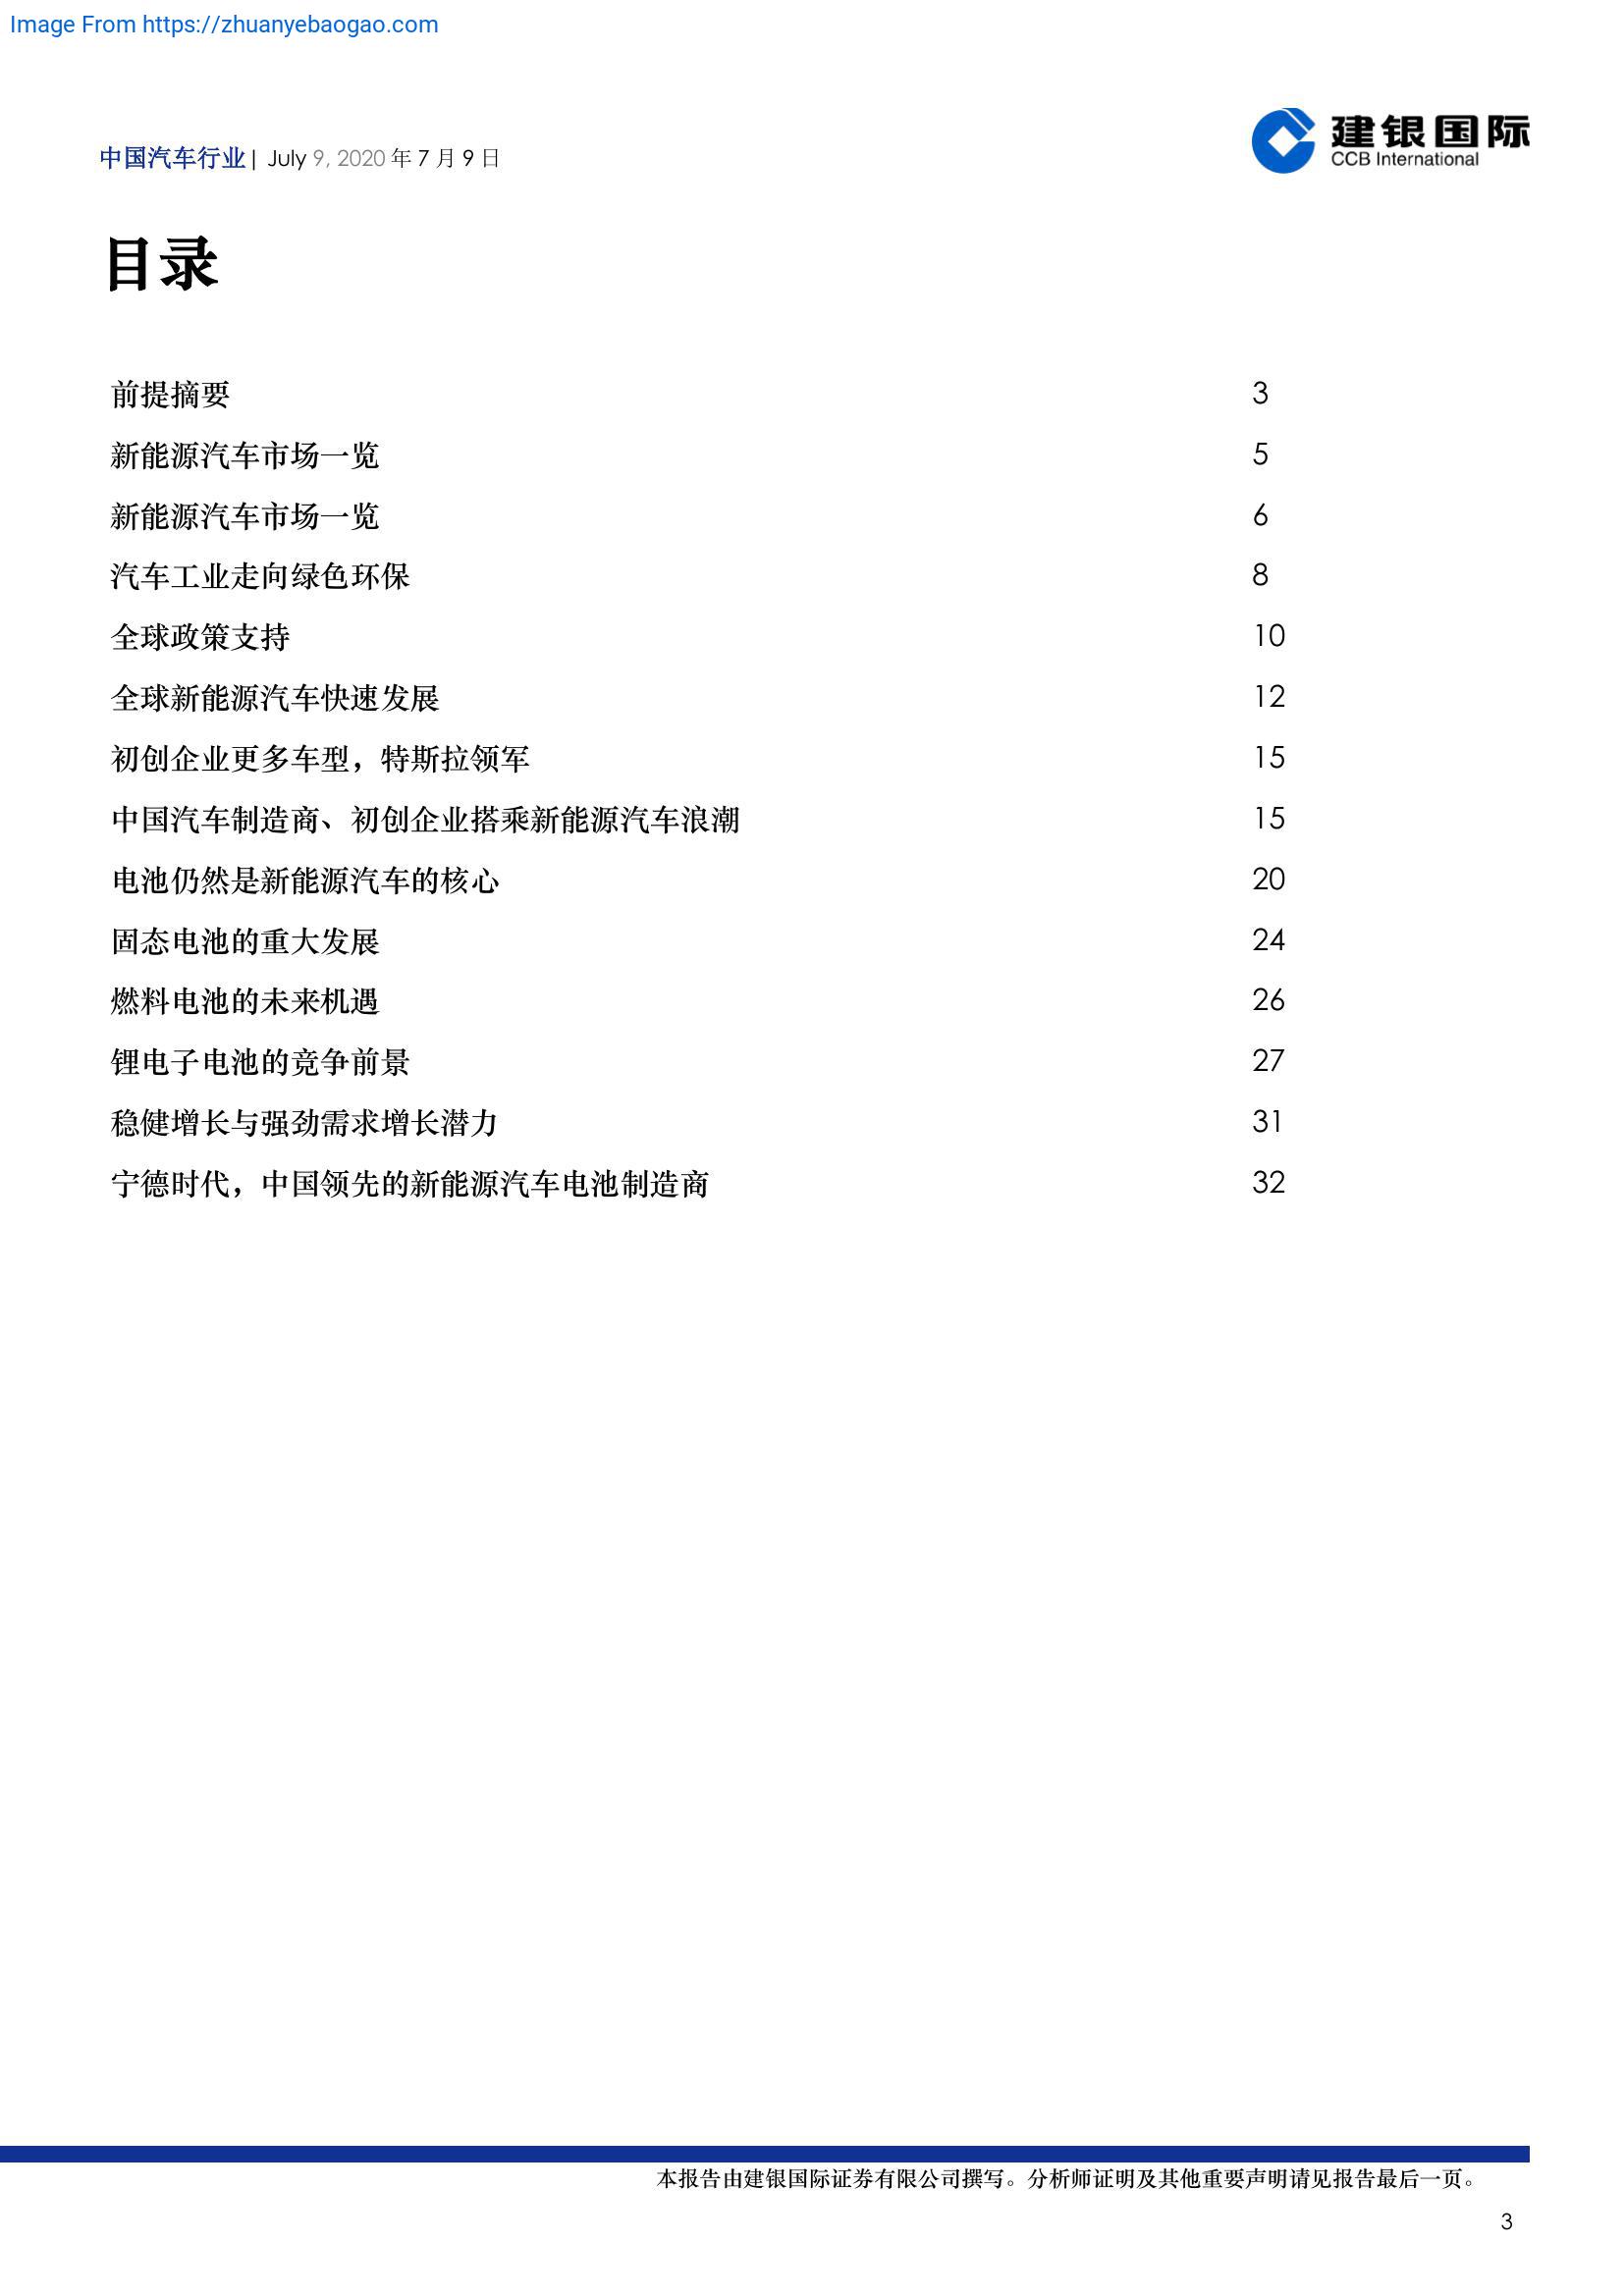 Image From https://zhuanyebaogao.com
中国汽车行业 | July 9, 2020 年 7 月 9 日
建银国际
CCB International
目录
前提摘要 3
新能源汽车市场一览 5
新能源汽车市场一览 6
汽车工业走向绿色环保 8
全球政策支持 10
全球新能源汽车快速发展 12
初创企业更多车型，特斯拉领军 15
中国汽车制造商、初创企业搭乘新能源汽车浪潮 15
电池仍然是新能源汽车的核心 20
固态电池的重大发展 24
燃料电池的未来机遇 26
锂电子电池的竞争前景 27
稳健增长与强劲需求增长潜力 31
宁德时代，中国领先的新能源汽车电池制造商 32
本报告由建银国际证券有限公司撰写。分析师证明及其他重要声明请见报告最后一页。
3